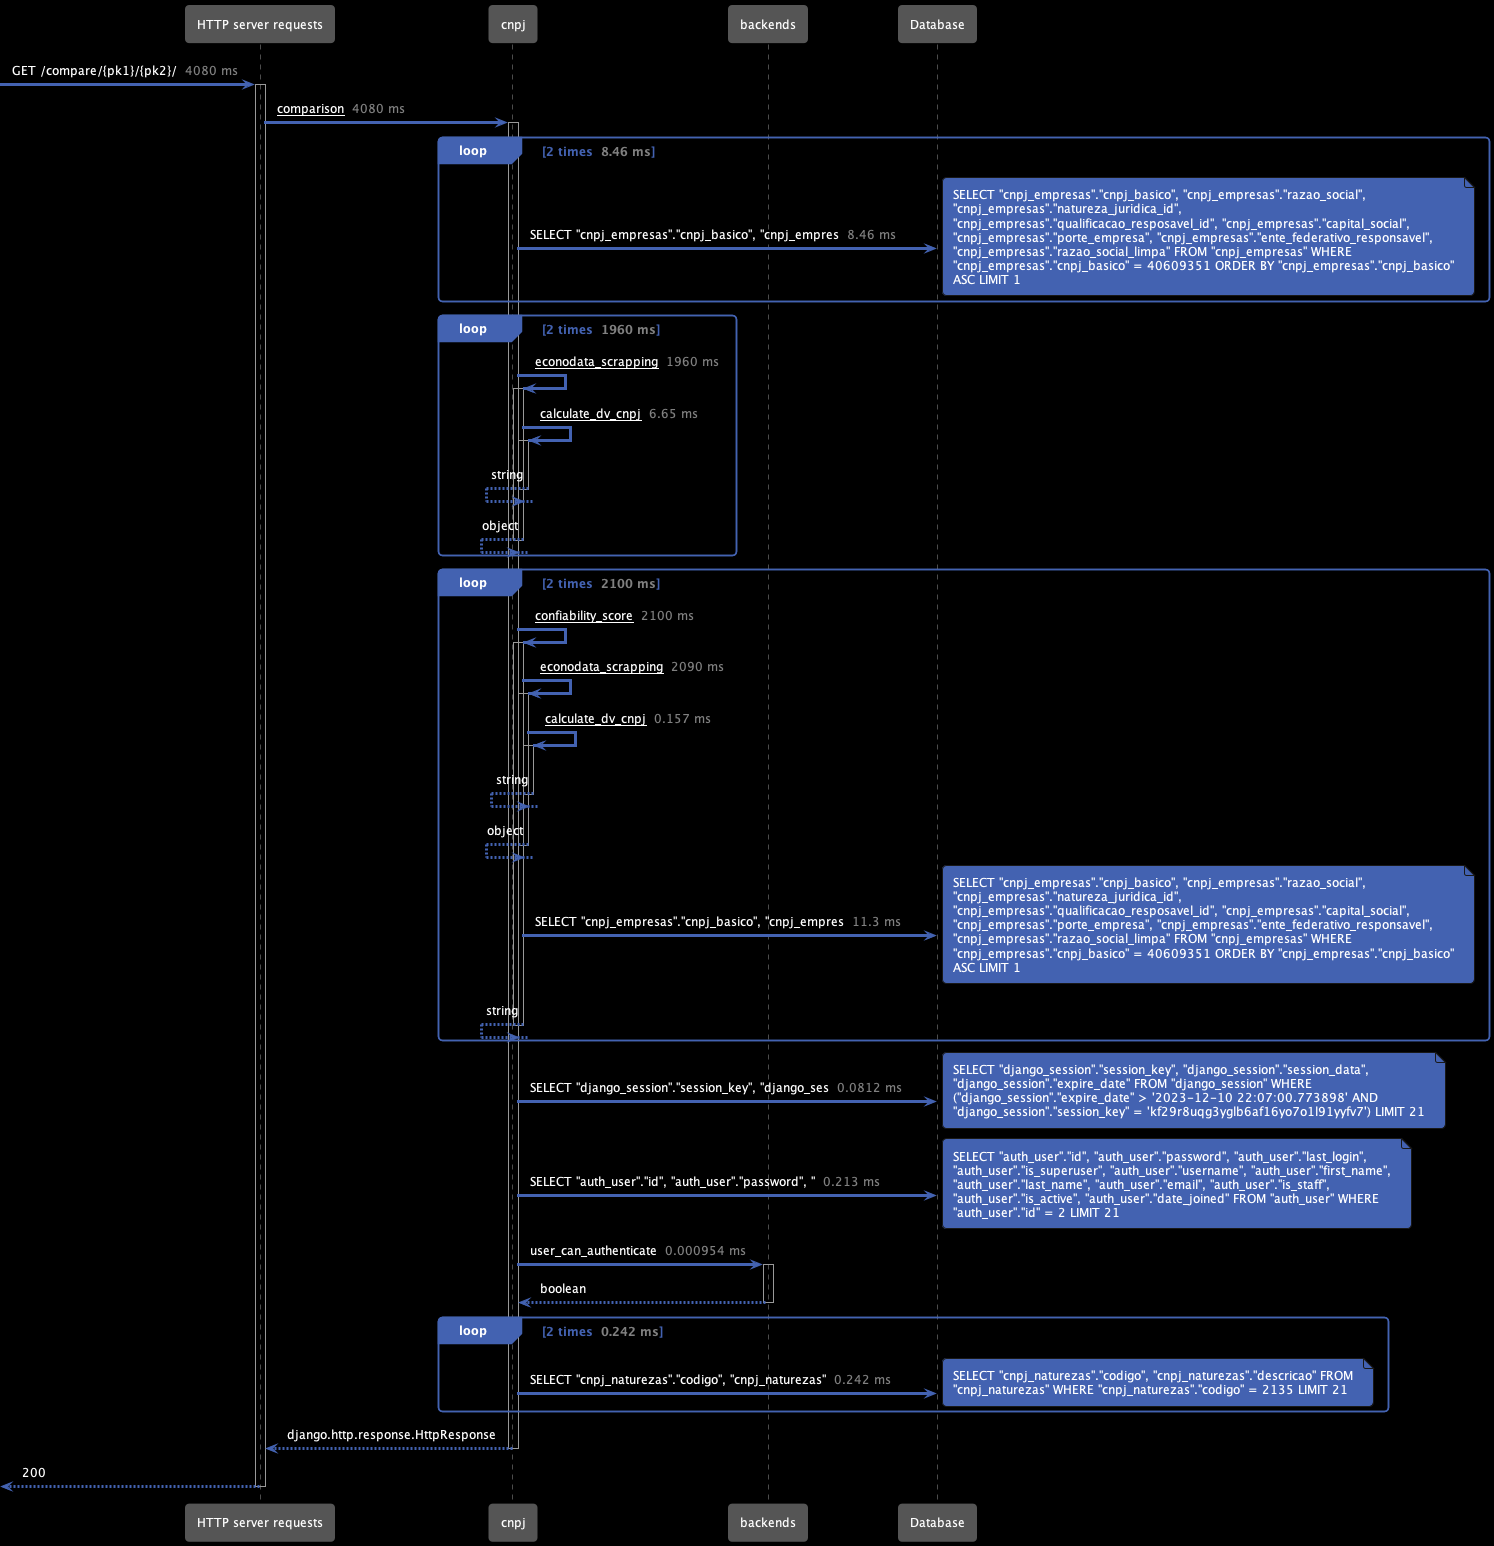 HTTP server requests
cnpj
backends
Database
GET /compare/{pk1}/{pk2}/ 4080 ms
comparison 4080 ms
loop [2 times 8.46 ms]
SELECT "cnpj_empresas"."cnpj_basico", "cnpj_empres 8.46 ms
SELECT "cnpj_empresas"."cnpj_basico", "cnpj_empresas"."razao_social",
"cnpj_empresas"."natureza_juridica_id",
"cnpj_empresas"."qualificacao_resposavel_id", "cnpj_empresas"."capital_social",
"cnpj_empresas"."porte_empresa", "cnpj_empresas"."ente_federativo_responsavel",
"cnpj_empresas"."razao_social_limpa" FROM "cnpj_empresas" WHERE
"cnpj_empresas"."cnpj_basico" = 40609351 ORDER BY "cnpj_empresas"."cnpj_basico"
ASC LIMIT 1
loop [2 times 1960 ms]
econodata_scrapping 1960 ms
calculate_dv_cnpj 6.65 ms
string
object
loop [2 times 2100 ms]
confiability_score 2100 ms
econodata_scrapping 2090 ms
calculate_dv_cnpj 0.157 ms
string
object
SELECT "cnpj_empresas"."cnpj_basico", "cnpj_empres 11.3 ms
SELECT "cnpj_empresas"."cnpj_basico", "cnpj_empresas"."razao_social",
"cnpj_empresas"."natureza_juridica_id",
"cnpj_empresas"."qualificacao_resposavel_id", "cnpj_empresas"."capital_social",
"cnpj_empresas"."porte_empresa", "cnpj_empresas"."ente_federativo_responsavel",
"cnpj_empresas"."razao_social_limpa" FROM "cnpj_empresas" WHERE
"cnpj_empresas"."cnpj_basico" = 40609351 ORDER BY "cnpj_empresas"."cnpj_basico"
ASC LIMIT 1
string
SELECT "django_session"."session_key", "django_ses 0.0812 ms
SELECT "django_session"."session_key", "django_session"."session_data",
"django_session"."expire_date" FROM "django_session" WHERE
("django_session"."expire_date" > '2023-12-10 22:07:00.773898' AND
"django_session"."session_key" = 'kf29r8uqg3yglb6af16yo7o1l91yyfv7') LIMIT 21
SELECT "auth_user"."id", "auth_user"."password", " 0.213 ms
SELECT "auth_user"."id", "auth_user"."password", "auth_user"."last_login",
"auth_user"."is_superuser", "auth_user"."username", "auth_user"."first_name",
"auth_user"."last_name", "auth_user"."email", "auth_user"."is_staff",
"auth_user"."is_active", "auth_user"."date_joined" FROM "auth_user" WHERE
"auth_user"."id" = 2 LIMIT 21
user_can_authenticate 0.000954 ms
boolean
loop [2 times 0.242 ms]
SELECT "cnpj_naturezas"."codigo", "cnpj_naturezas" 0.242 ms
SELECT "cnpj_naturezas"."codigo", "cnpj_naturezas"."descricao" FROM
"cnpj_naturezas" WHERE "cnpj_naturezas"."codigo" = 2135 LIMIT 21
django.http.response.HttpResponse
200
HTTP server requests
cnpj
backends
Database